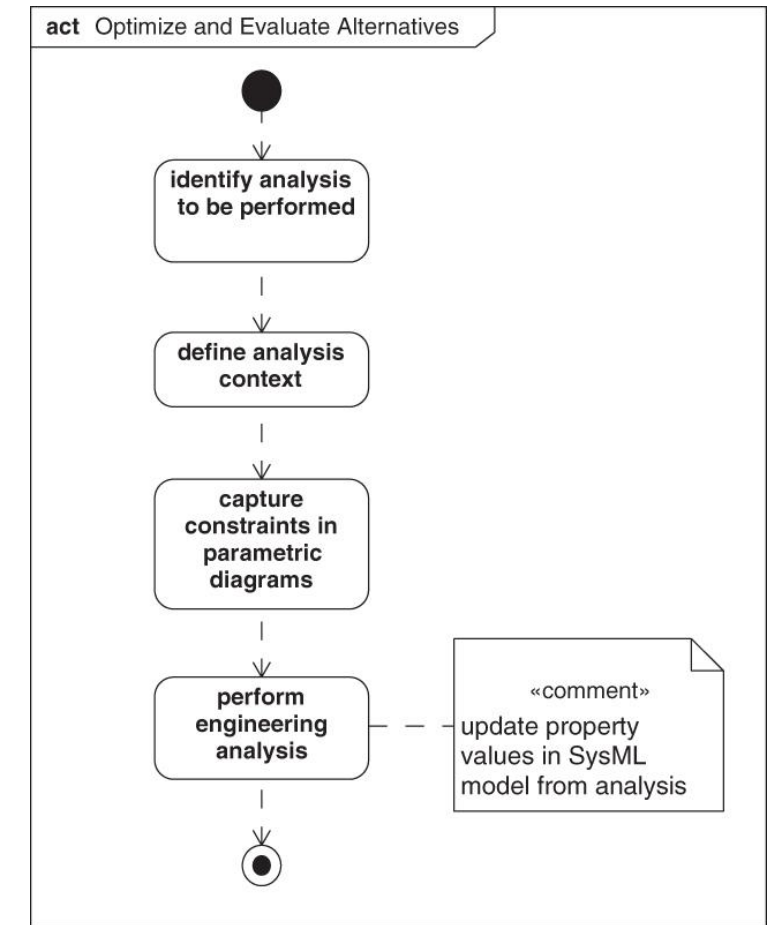 act Optimize and Evaluate Alternatives
identify analysis
to be performed
define analysis
context
capture
constraints in
parametric
diagrams
perform
engineering
analysis
«comment»
update property
values in SysML
model from analysis